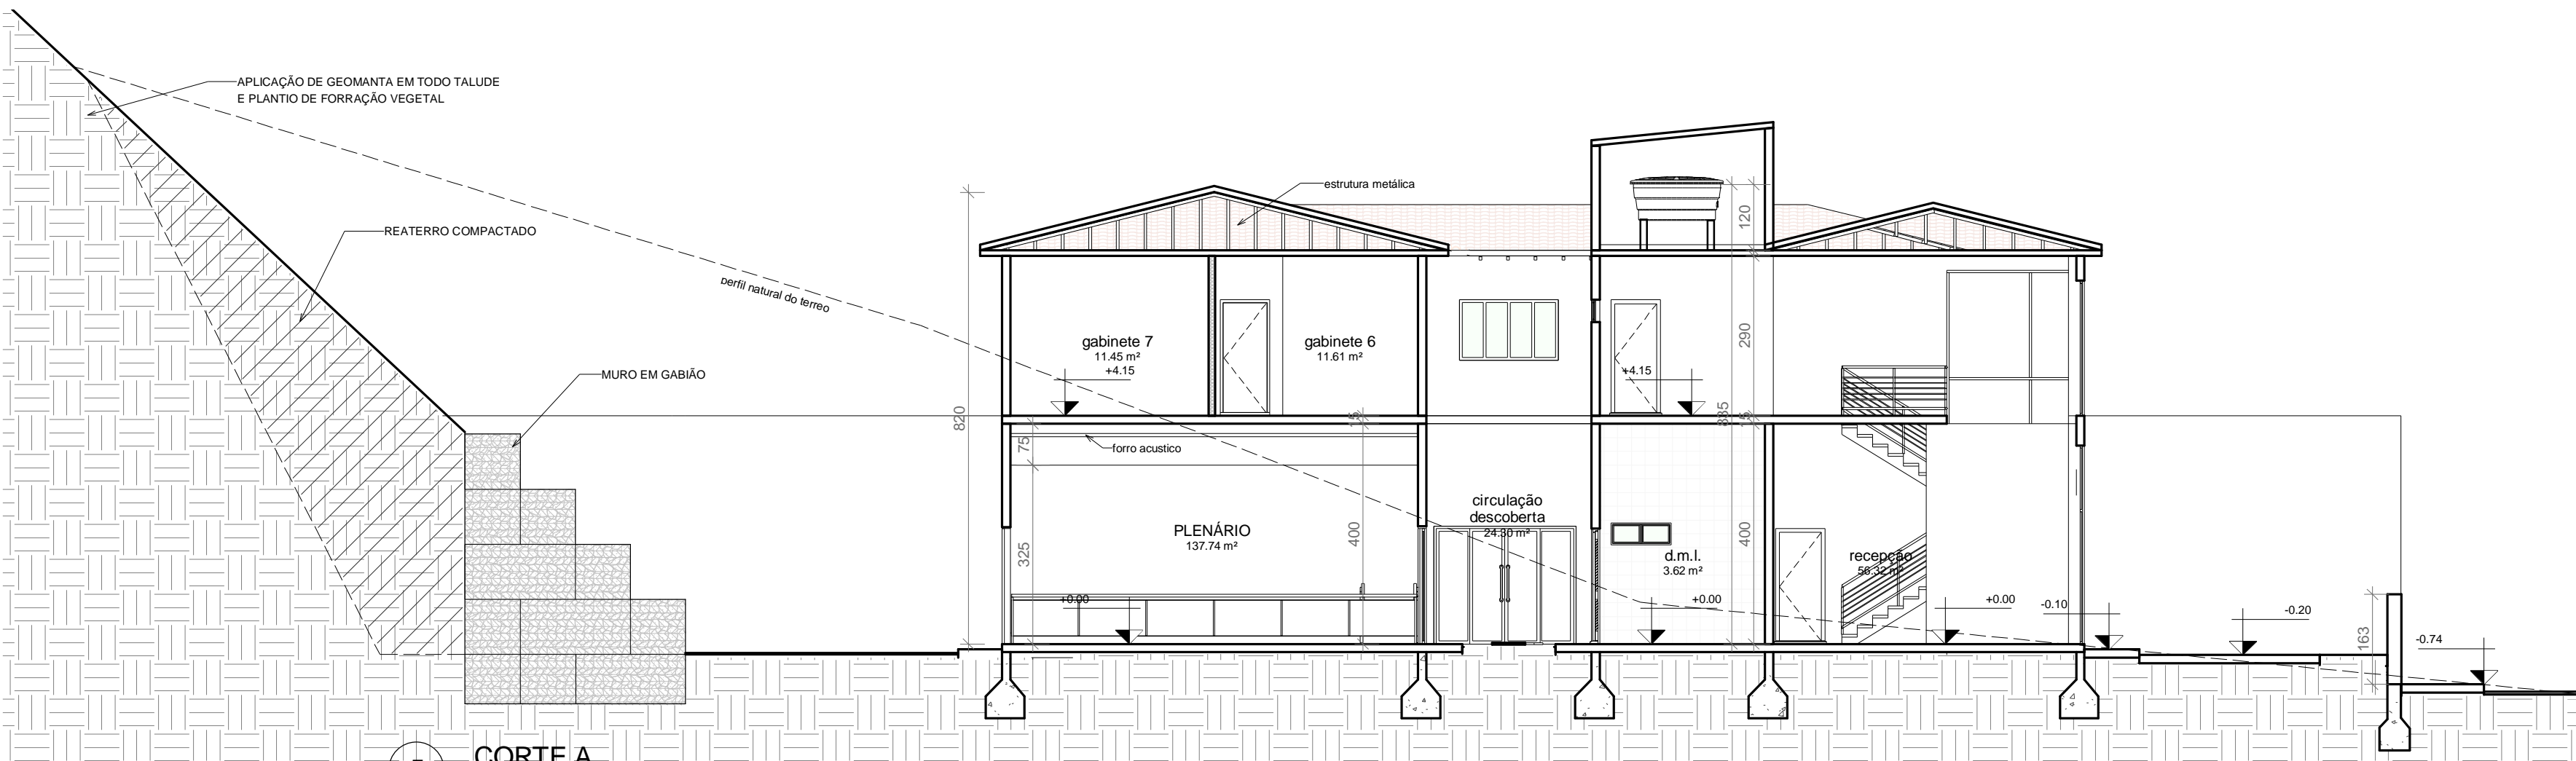 APLICAÇÃO DE GEOMANTA EM TODO TALUDE
E PLANTIO DE FORRAÇÃO VEGETAL
REATERRO COMPACTADO
MURO EM GABIÃO
perfil natural do terreo
estrutura metálica
820
gabinete 7
11.45 m²
+4.15
gabinete 6
11.61 m²
+4.15
120
290
835
15
15
75
forro acustico
325
400
PLENÁRIO
137.74 m²
circulação
descoberta
24.30 m²
d.m.l.
3.62 m²
400
recepção
56.32 m²
+0.00
+0.00
+0.00
-0.10
-0.20
163
-0.74
CORTE A